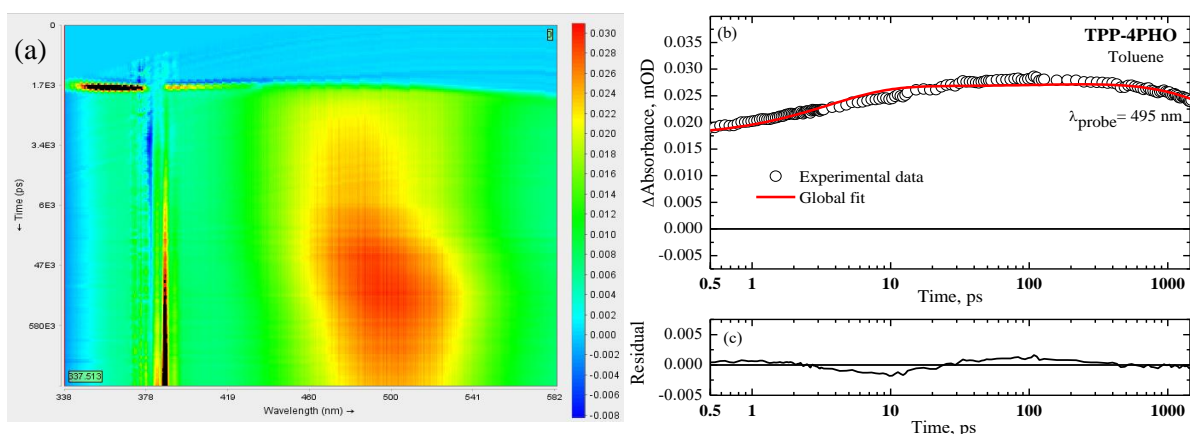 (a)
0
1.7E3
3.4E3
6E3
47E3
580E3
← Time (ps)
337.513
338
378
419
460
500
541
582
Wavelength (nm) →
0.030
0.028
0.026
0.024
0.022
0.020
0.018
0.016
0.014
0.012
0.010
0.008
0.006
0.004
0.002
0.000
-0.002
-0.004
-0.006
-0.008
(b)
TPP-4PHO
Toluene
λprobe= 495 nm
Experimental data
Global fit
ΔAbsorbance, mOD
0.040
0.035
0.030
0.025
0.020
0.015
0.010
0.005
0.000
-0.005
0.5
1
10
100
1000
Time, ps
(c)
Residual
0.005
0.000
-0.005
0.5
1
10
100
1000
Time, ps